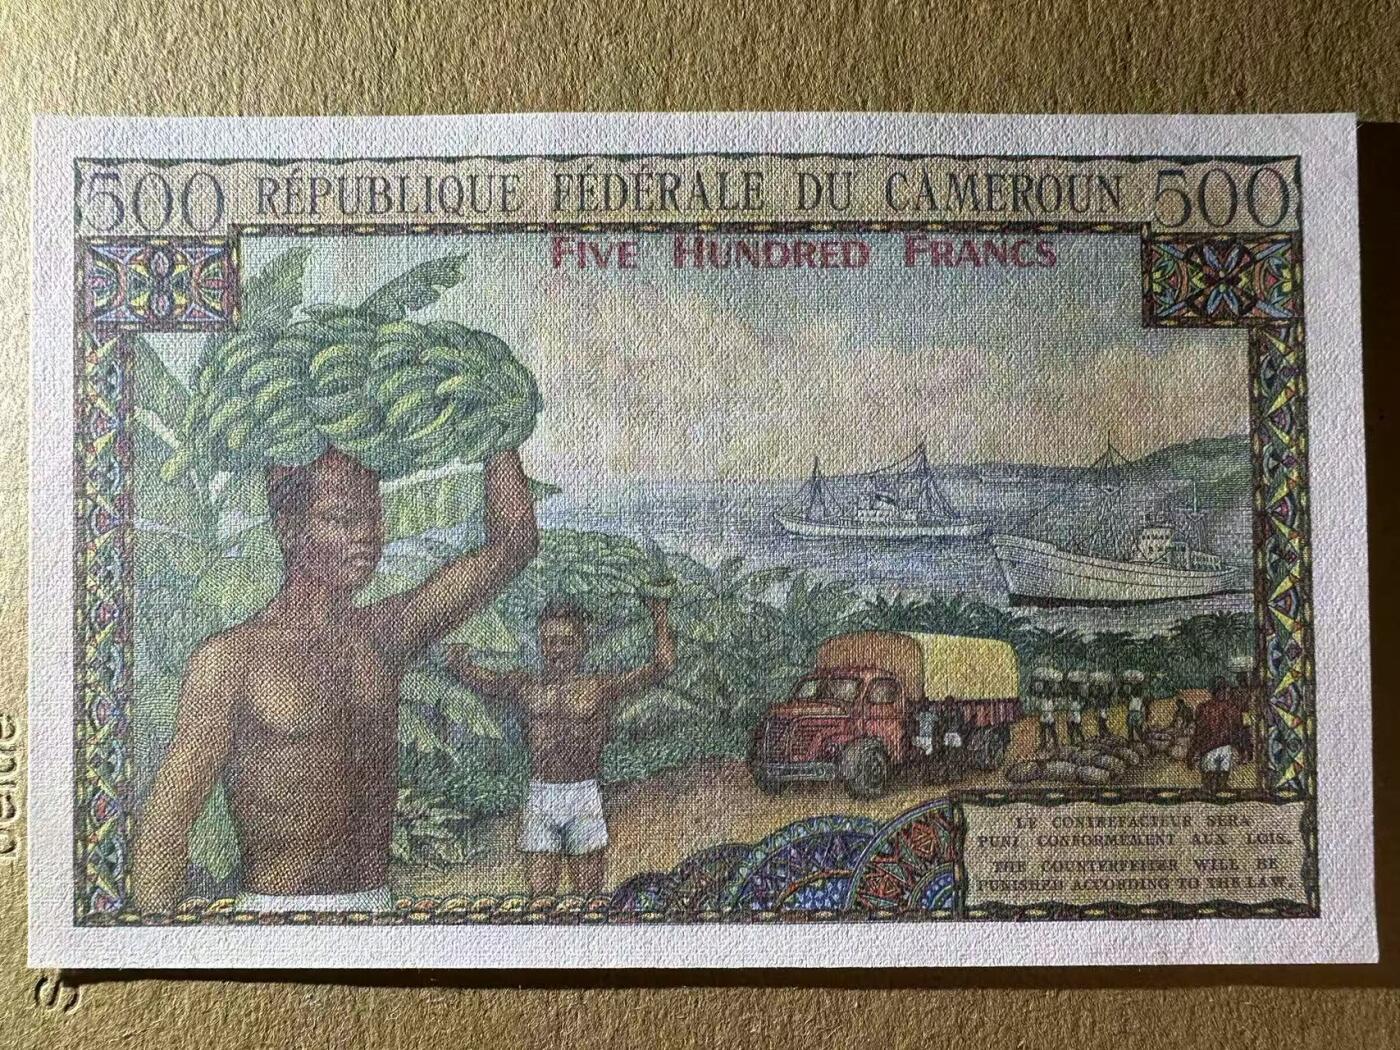 500 RÉPUBLIQUE FÉDÉRALE DU CAMEROUN 500
FIVE HUNDRED FRANCS
LE CONTREFACTEUR SERA
PUNI CONFORMEMENT AUX LOIS.
THE COUNTERFEITER WILL BE
PUNISHED ACCORDING TO THE LAW.